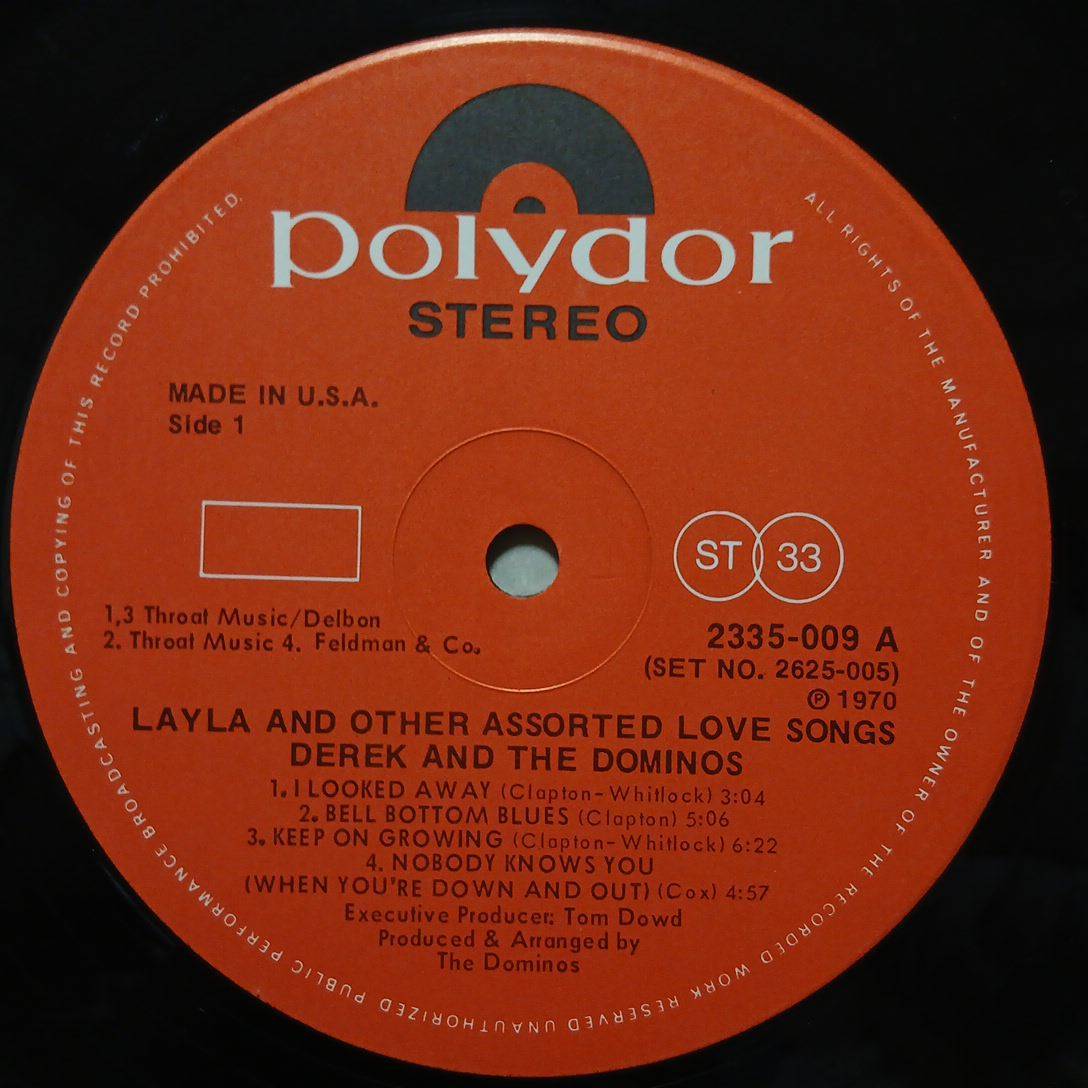 polydor
STEREO
MADE IN U.S.A.
Side 1
ST 33
1,3 Throat Music/Delbon
2. Throat Music 4. Feldman & Co.
2335-009 A
(SET NO. 2625-005)
Ⓟ 1970
LAYLA AND OTHER ASSORTED LOVE SONGS
DEREK AND THE DOMINOS
1. I LOOKED AWAY (Clapton-Whitlock) 3:04
2. BELL BOTTOM BLUES (Clapton) 5:06
3. KEEP ON GROWING (Clapton-Whitlock) 6:22
4. NOBODY KNOWS YOU
(WHEN YOU'RE DOWN AND OUT) (Cox) 4:57
Executive Producer: Tom Dowd
Produced & Arranged by
The Dominos
ALL RIGHTS OF THE MANUFACTURER AND OF THE OWNER OF THE RECORDED WORK RESERVED UNAUTHORIZED PUBLIC PERFORMANCE BROADCASTING AND COPYING OF THIS RECORD PROHIBITED.